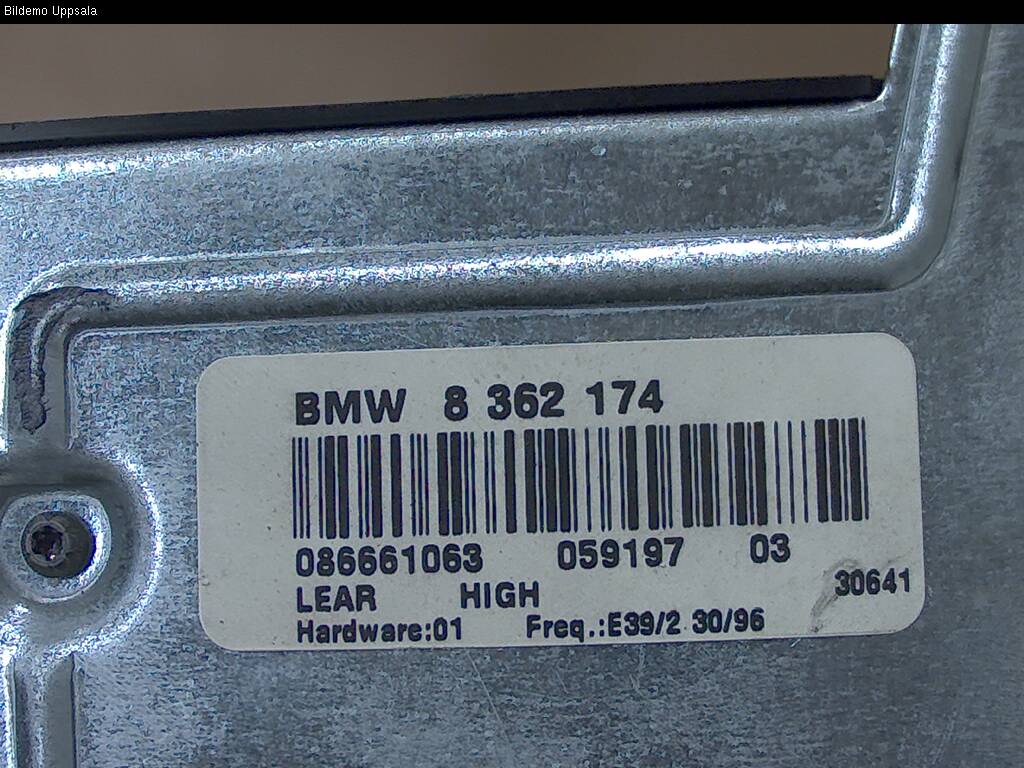 Bildemo Uppsala
BMW 8 362 174
086661063 059197 03
LEAR HIGH 30641
Hardware:01 Freq.:E39/2 30/96